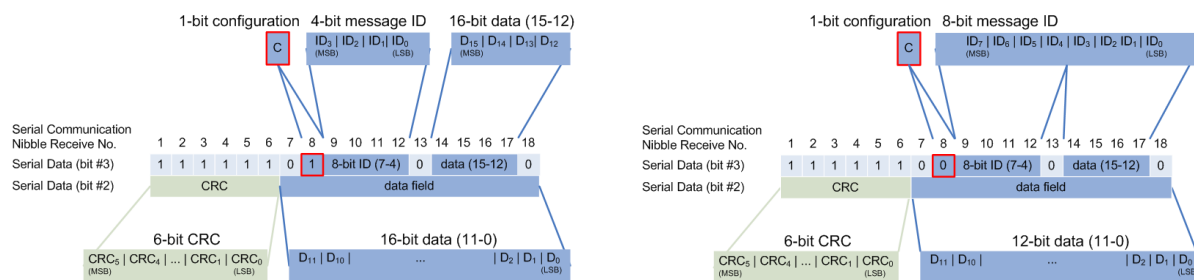 1-bit configuration 4-bit message ID 16-bit data (15-12)
C ID3 | ID2 | ID1| ID0 D15 | D14 | D13| D12
(MSB) (LSB) (MSB)
Serial Communication
Nibble Receive No. 1 2 3 4 5 6 7 8 9 10 11 12 13 14 15 16 17 18
Serial Data (bit #3) 1 1 1 1 1 1 0 1 8-bit ID (7-4) 0 data (15-12) 0
Serial Data (bit #2) CRC data field
6-bit CRC 16-bit data (11-0)
CRC5 | CRC4 | ... | CRC1 | CRC0 D11 | D10 | ... | D2 | D1 | D0
(MSB) (LSB) (LSB)
1-bit configuration 8-bit message ID
C ID7 | ID6 | ID5 | ID4 | ID3 | ID2 ID1 | ID0
(MSB) (LSB)
Serial Communication
Nibble Receive No. 1 2 3 4 5 6 7 8 9 10 11 12 13 14 15 16 17 18
Serial Data (bit #3) 1 1 1 1 1 1 0 0 8-bit ID (7-4) 0 data (15-12) 0
Serial Data (bit #2) CRC data field
6-bit CRC 12-bit data (11-0)
CRC5 | CRC4 | ... | CRC1 | CRC0 D11 | D10 | ... | D2 | D1 | D0
(MSB) (LSB) (LSB)